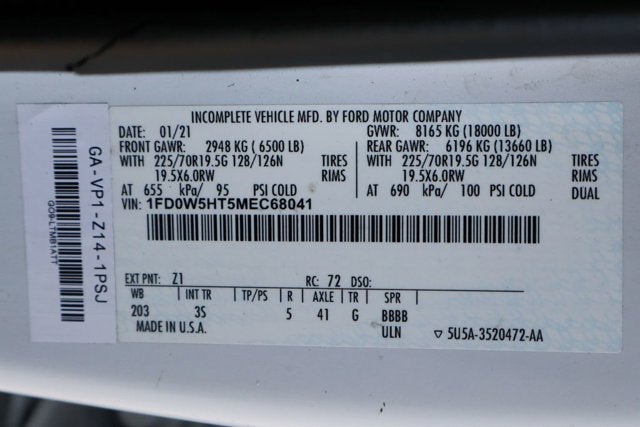 INCOMPLETE VEHICLE MFD. BY FORD MOTOR COMPANY
DATE: 01/21 GVWR: 8165 KG (18000 LB)
FRONT GAWR: 2948 KG ( 6500 LB) REAR GAWR: 6196 KG (13660 LB)
WITH 225/70R19.5G 128/126N TIRES WITH 225/70R19.5G 128/126N TIRES
19.5X6.0RW RIMS 19.5X6.0RW RIMS
AT 655 kPa/ 95 PSI COLD AT 690 kPa/ 100 PSI COLD DUAL
VIN: 1FD0W5HT5MEC68041
EXT PNT: Z1 RC: 72 DSO:
WB INT TR TP/PS R AXLE TR SPR
203 3S 5 41 G BBBB
MADE IN U.S.A. ULN ▽ 5U5A-3520472-AA
GA-VP1-Z14-1PSJ